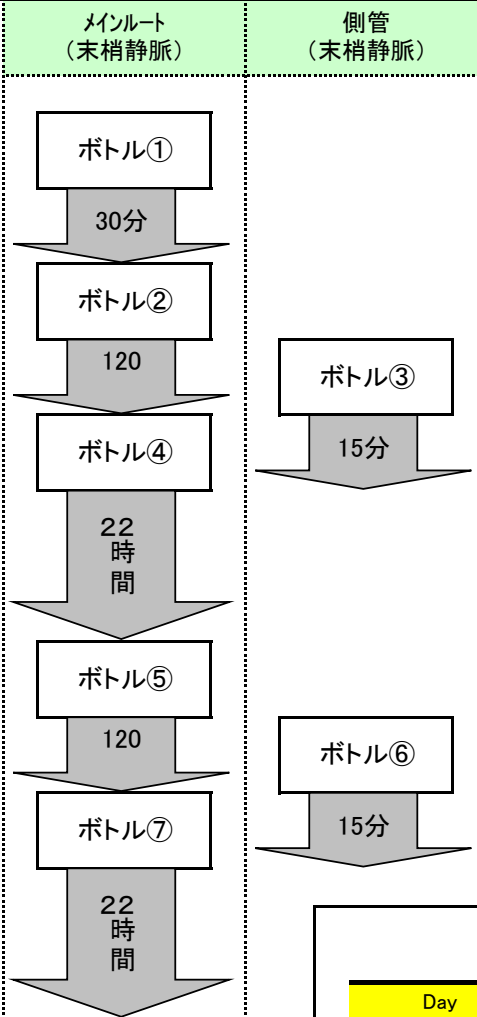 メインルート
（末梢静脈）
側管
（末梢静脈）
ボトル①
30分
ボトル②
120
ボトル③
15分
ボトル④
22
時
間
ボトル⑤
120
ボトル⑥
15分
ボトル⑦
22
時
間
Day